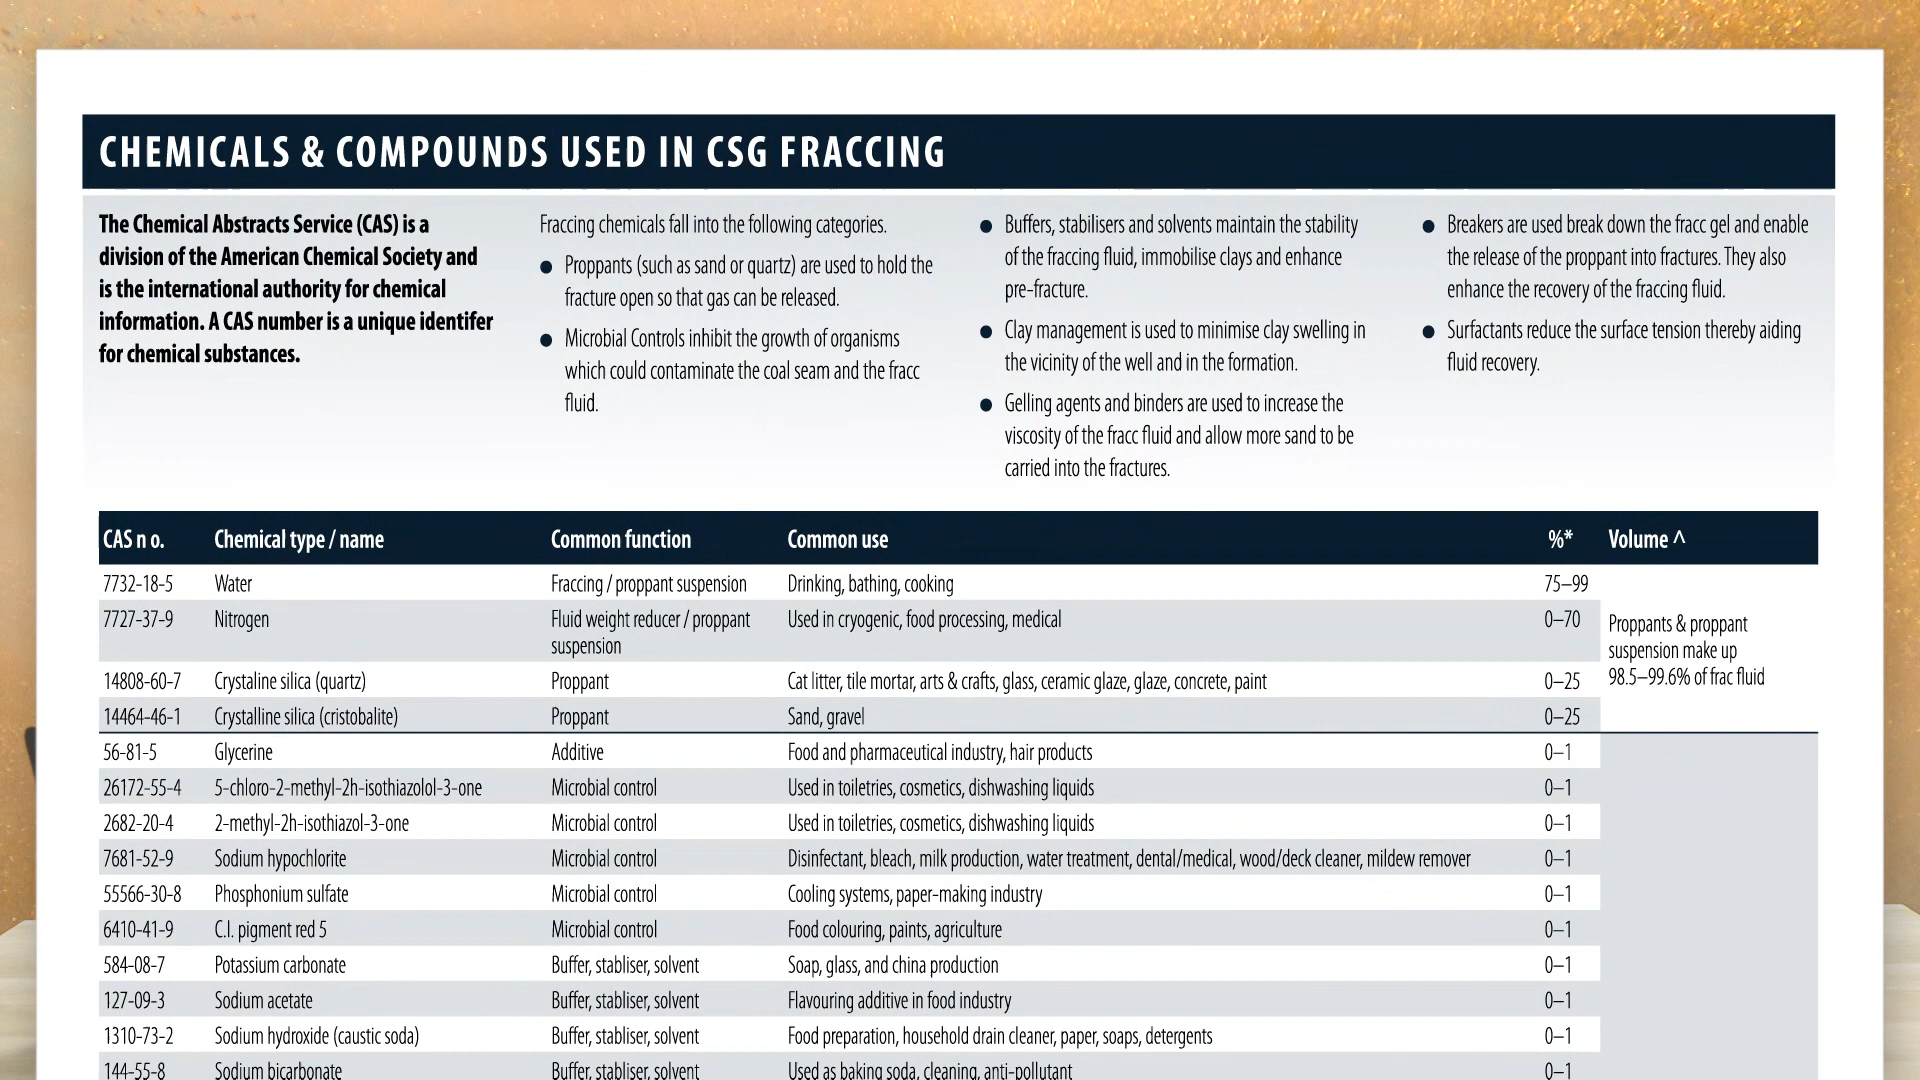 CHEMICALS & COMPOUNDS USED IN CSG FRACCING
The Chemical Abstracts Service (CAS) is a
division of the American Chemical Society and
is the international authority for chemical
information. A CAS number is a unique identifer
for chemical substances.
Fraccing chemicals fall into the following categories.
● Proppants (such as sand or quartz) are used to hold the
fracture open so that gas can be released.
● Microbial Controls inhibit the growth of organisms
which could contaminate the coal seam and the fracc
fluid.
● Buffers, stabilisers and solvents maintain the stability
of the fraccing fluid, immobilise clays and enhance
pre-fracture.
● Clay management is used to minimise clay swelling in
the vicinity of the well and in the formation.
● Gelling agents and binders are used to increase the
viscosity of the fracc fluid and allow more sand to be
carried into the fractures.
● Breakers are used break down the fracc gel and enable
the release of the proppant into fractures. They also
enhance the recovery of the fraccing fluid.
● Surfactants reduce the surface tension thereby aiding
fluid recovery.
CAS n o. Chemical type / name Common function Common use %* Volume ^
7732-18-5 Water Fraccing / proppant suspension Drinking, bathing, cooking 75–99
7727-37-9 Nitrogen Fluid weight reducer / proppant Used in cryogenic, food processing, medical 0–70
suspension
Proppants & proppant
suspension make up
98.5–99.6% of frac fluid
14808-60-7 Crystaline silica (quartz) Proppant Cat litter, tile mortar, arts & crafts, glass, ceramic glaze, glaze, concrete, paint 0–25
14464-46-1 Crystalline silica (cristobalite) Proppant Sand, gravel 0–25
56-81-5 Glycerine Additive Food and pharmaceutical industry, hair products 0–1
26172-55-4 5-chloro-2-methyl-2h-isothiazolol-3-one Microbial control Used in toiletries, cosmetics, dishwashing liquids 0–1
2682-20-4 2-methyl-2h-isothiazol-3-one Microbial control Used in toiletries, cosmetics, dishwashing liquids 0–1
7681-52-9 Sodium hypochlorite Microbial control Disinfectant, bleach, milk production, water treatment, dental/medical, wood/deck cleaner, mildew remover 0–1
55566-30-8 Phosphonium sulfate Microbial control Cooling systems, paper-making industry 0–1
6410-41-9 C.I. pigment red 5 Microbial control Food colouring, paints, agriculture 0–1
584-08-7 Potassium carbonate Buffer, stabliser, solvent Soap, glass, and china production 0–1
127-09-3 Sodium acetate Buffer, stabliser, solvent Flavouring additive in food industry 0–1
1310-73-2 Sodium hydroxide (caustic soda) Buffer, stabliser, solvent Food preparation, household drain cleaner, paper, soaps, detergents 0–1
144-55-8 Sodium bicarbonate Buffer, stabliser, solvent Used as baking soda, cleaning, anti-pollutant 0–1